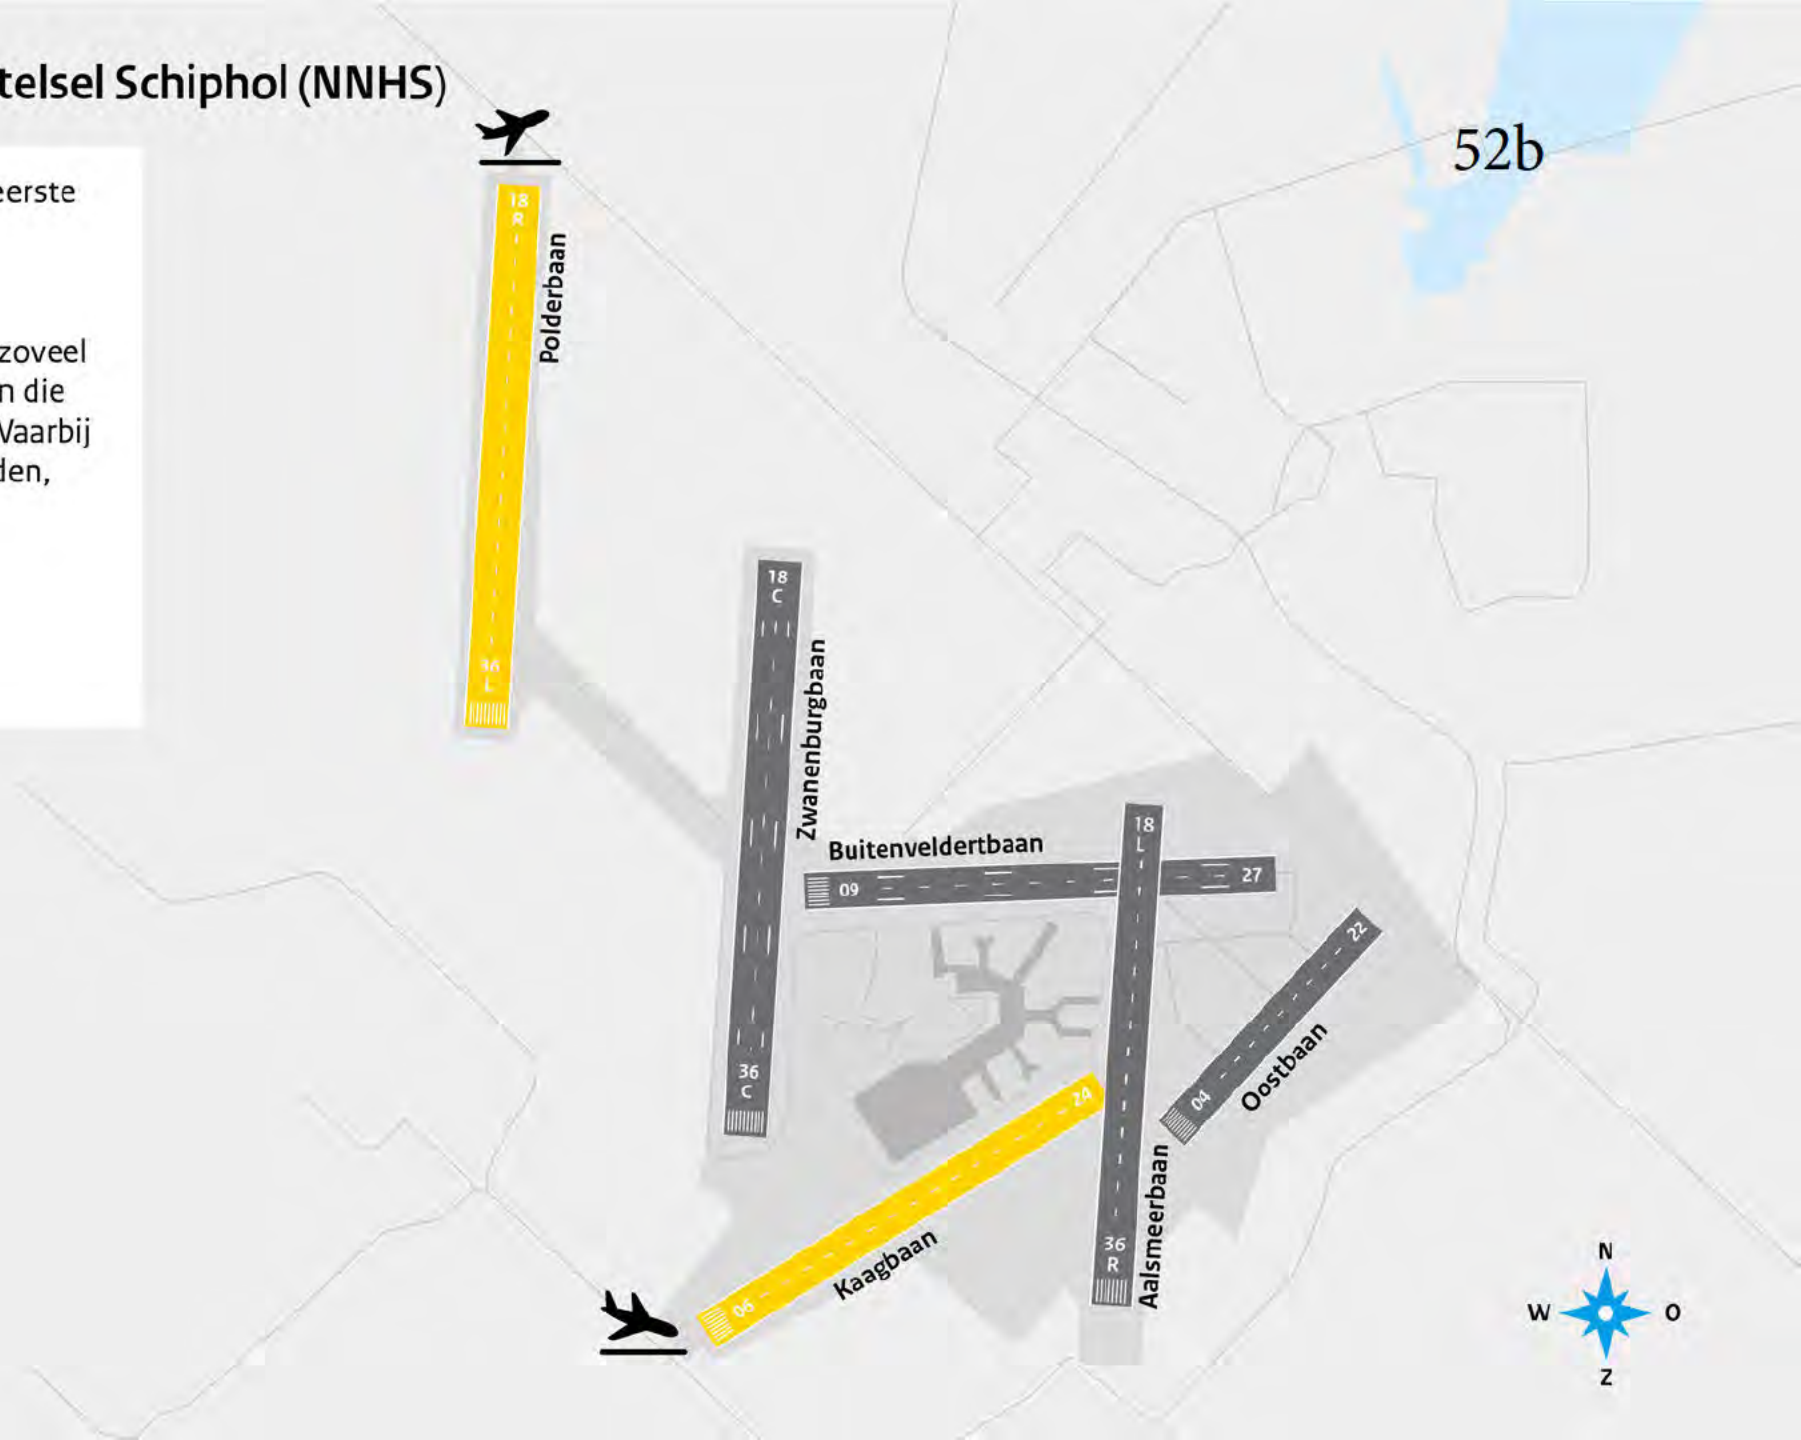 telsel Schiphol (NNHS)
52b
eerste
zoveel
n die
Waarbij
den,
18
R
Polderbaan
36
L
18
C
Zwanenburgbaan
36
C
Buitenveldertbaan
09
27
18
L
Aalsmeerbaan
36
R
22
Oostbaan
04
24
Kaagbaan
06
N
W
O
Z